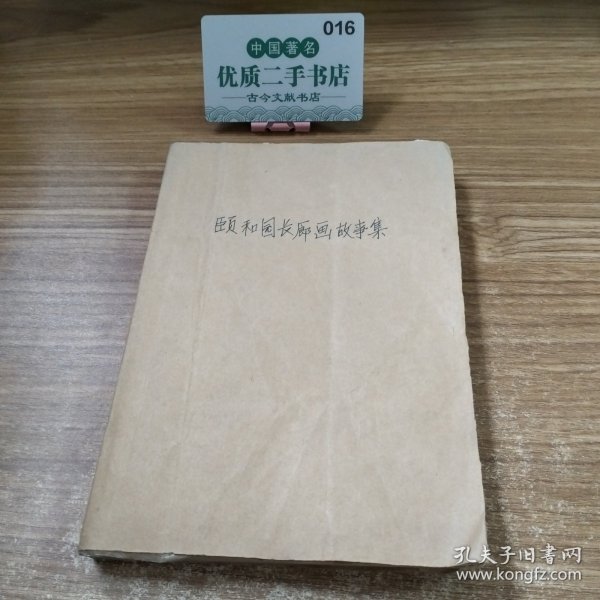 016
中国著名
优质二手书店
古今文献书店
颐和园长廊画故事集
孔夫子旧书网
www.kongfz.com